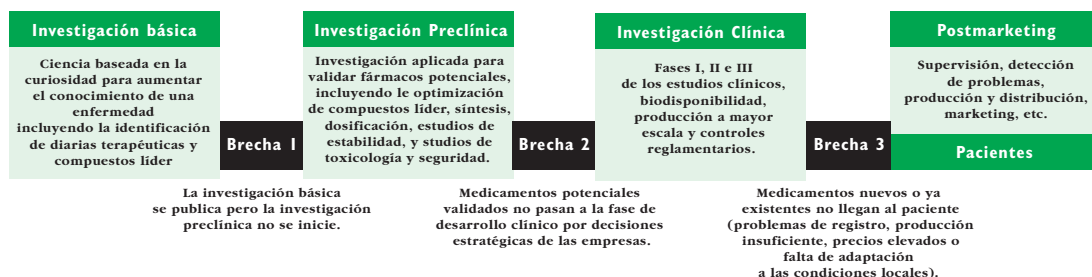 Investigación básica
Ciencia baseada en la
curiosidad para aumentar
el conocimiento de una
enfermedad
incluyendo la identificación
de diarias terapéuticas y
compuestos líder
Brecha 1
La investigación básica
se publica pero la investigación
preclínica no se inicie.
Investigación Preclínica
Investigación aplicada para
validar fármacos potenciales,
incluyendo le optimización
de compuestos líder, síntesis,
dosificación, estudios de
estabilidad, y studios de
toxicología y seguridad.
Brecha 2
Medicamentos potenciales
validados no pasan a la fase de
desarrollo clínico por decisiones
estratégicas de las empresas.
Investigación Clínica
Fases I, II e III
de los estudios clínicos,
biodisponibilidad,
producción a mayor
escala y controles
reglamentarios.
Brecha 3
Medicamentos nuevos o ya
existentes no llegan al paciente
(problemas de registro, producción
insuficiente, precios elevados o
falta de adaptación
a las condiciones locales).
Postmarketing
Supervisión, detección
de problemas,
producción y distribución,
marketing, etc.
Pacientes